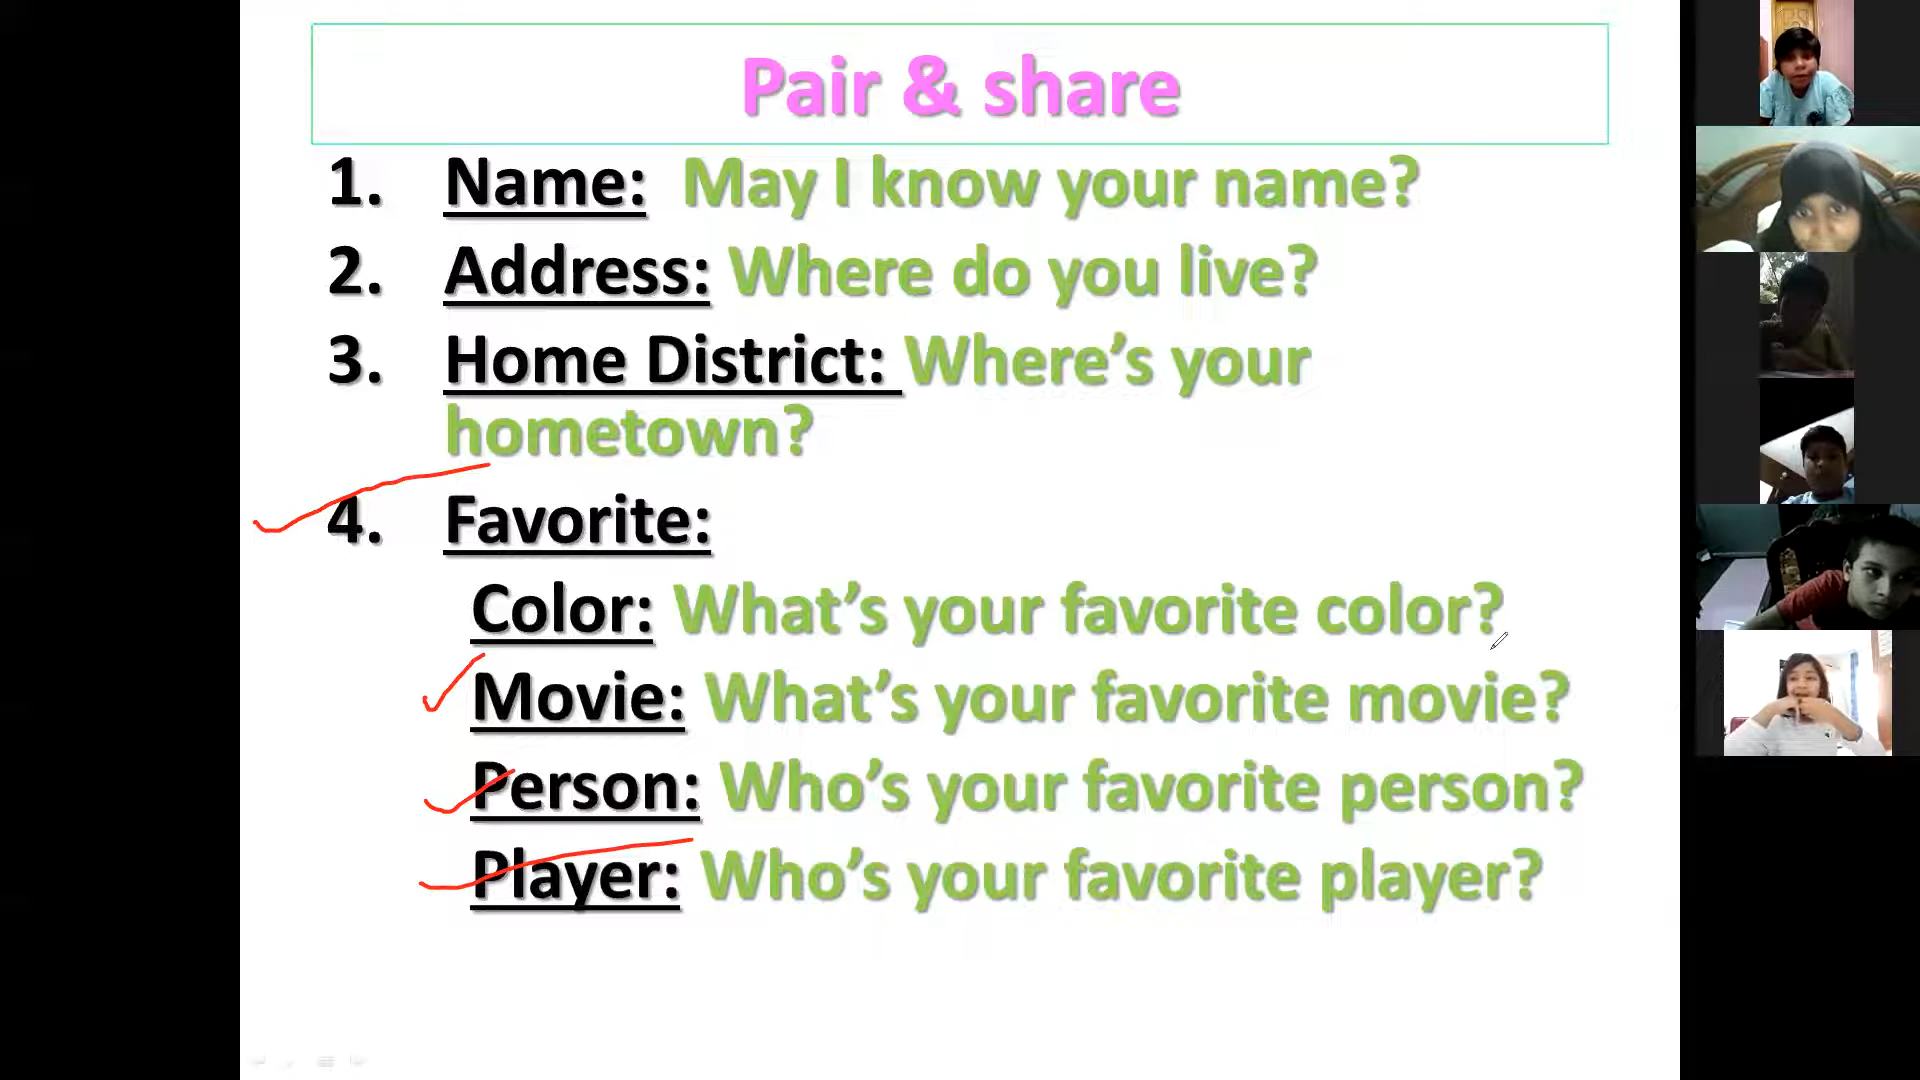 Pair & share
1. Name: May I know your name?
2. Address: Where do you live?
3. Home District: Where's your
hometown?
4. Favorite:
Color: What's your favorite color?
Movie: What's your favorite movie?
Person: Who's your favorite person?
Player: Who's your favorite player?